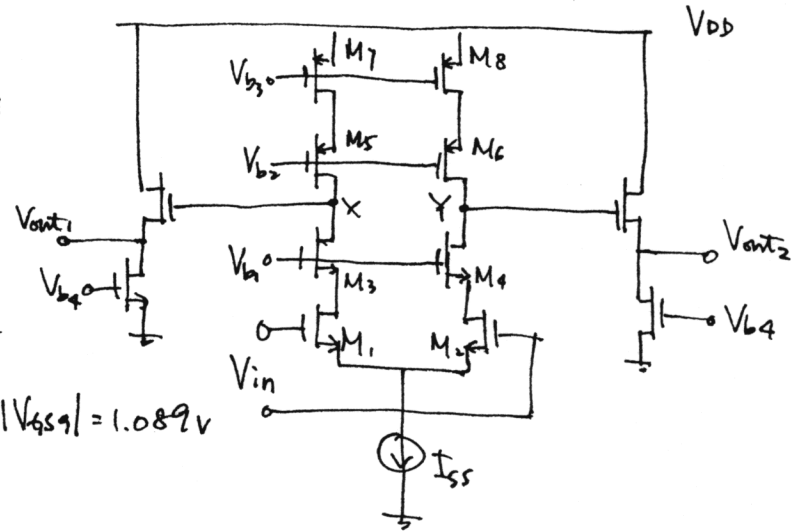 VDD
M7
M8
Vb3
M5
M6
Vb2
X
Y
Vout1
Vout2
Vb1
M3
M4
Vb4
Vb4
M1
M2
Vin
|VGS9| = 1.089v
ISS